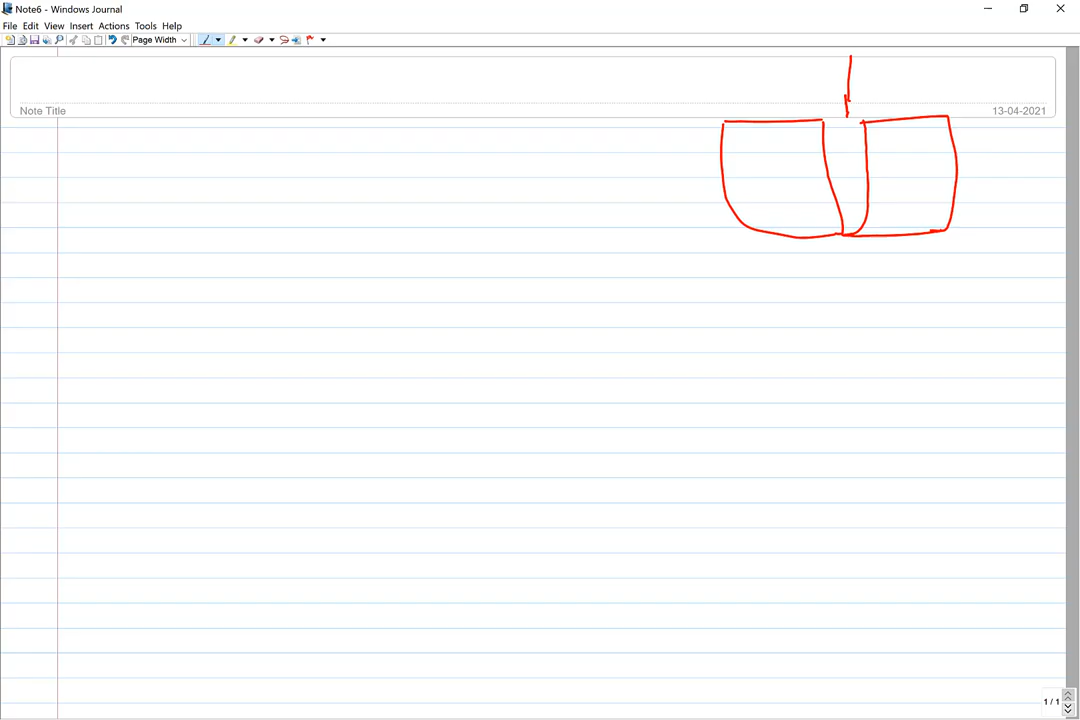 Note6 - Windows Journal
File Edit View Insert Actions Tools Help
Page Width
Note Title
13-04-2021
1 / 1